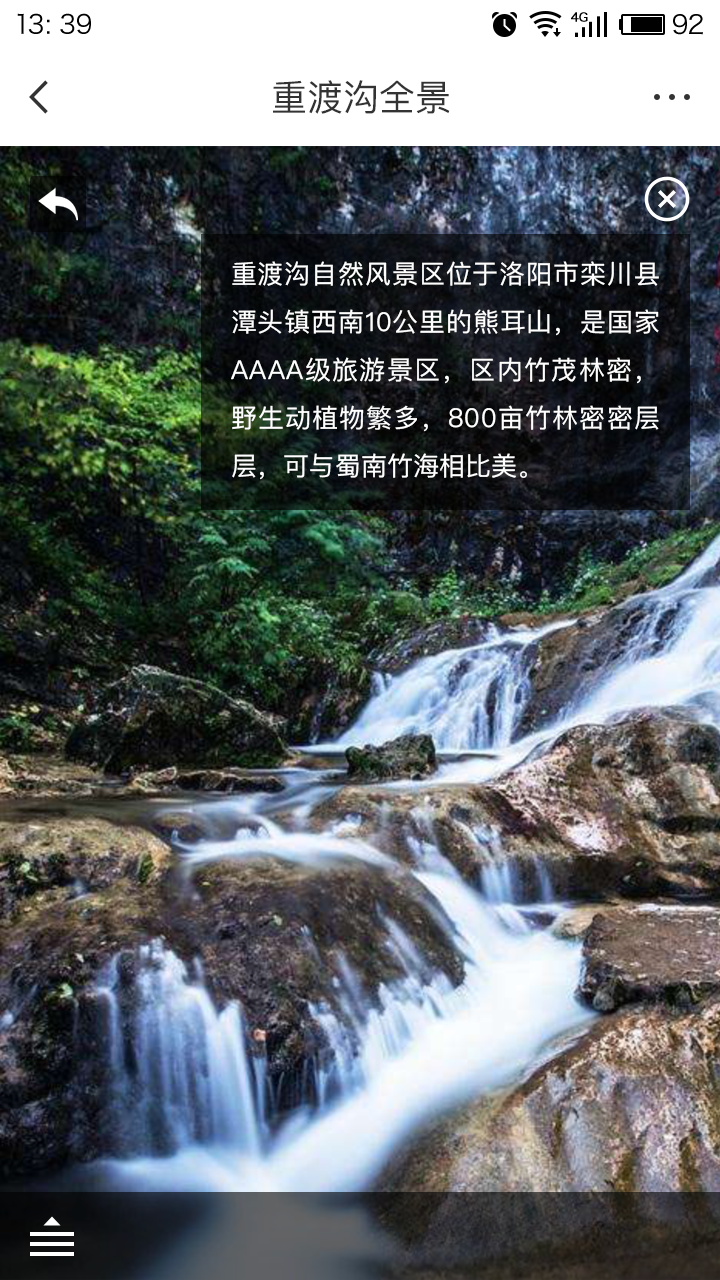 13: 39
4G
92
重渡沟全景
重渡沟自然风景区位于洛阳市栾川县
潭头镇西南10公里的熊耳山，是国家
AAAA级旅游景区，区内竹茂林密，
野生动植物繁多，800亩竹林密密层
层，可与蜀南竹海相比美。